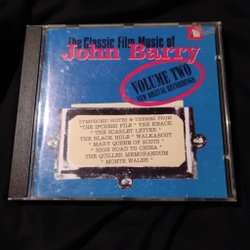 The Classic Film Music of
John Barry
VOLUME TWO
NEW DIGITAL RECORDINGS
SYMPHONIC SUITES & THEMES FROM
"THE IPCRESS FILE" "THE KNACK"
"THE SCARLET LETTER"
"THE BLACK HOLE" "WALKABOUT"
"MARY QUEEN OF SCOTS"
"HIGH ROAD TO CHINA"
"THE QUILLER MEMORANDUM"
"MONTE WALSH"